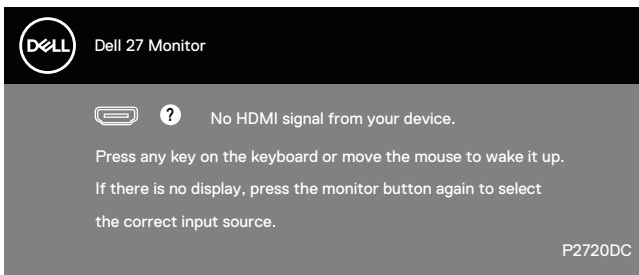 DELL
Dell 27 Monitor
? No HDMI signal from your device.
Press any key on the keyboard or move the mouse to wake it up.
If there is no display, press the monitor button again to select
the correct input source.
P2720DC